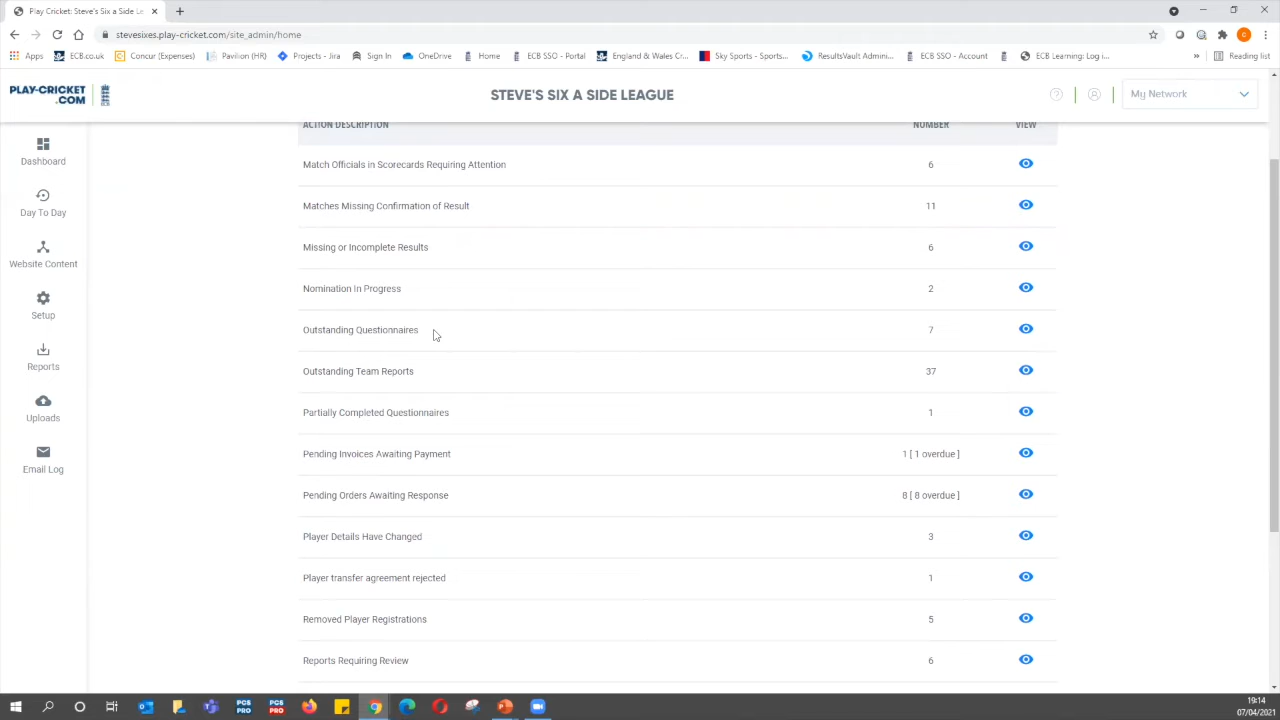 Play Cricket: Steve's Six a Side Le
stevesixes.play-cricket.com/site_admin/home
Apps ECB.co.uk Concur (Expenses) Pavilion (HR) Projects - Jira Sign In OneDrive Home ECB SSO - Portal England & Wales Cr... Sky Sports - Sports... ResultsVault Admini... ECB SSO - Account ECB Learning: Log i... » Reading list
PLAY-CRICKET
.COM
STEVE'S SIX A SIDE LEAGUE
My Network
ACTION DESCRIPTION NUMBER VIEW
Dashboard
Day To Day
Website Content
Setup
Reports
Uploads
Email Log
Match Officials in Scorecards Requiring Attention 6
Matches Missing Confirmation of Result 11
Missing or Incomplete Results 6
Nomination In Progress 2
Outstanding Questionnaires 7
Outstanding Team Reports 37
Partially Completed Questionnaires 1
Pending Invoices Awaiting Payment 1 [ 1 overdue ]
Pending Orders Awaiting Response 8 [ 8 overdue ]
Player Details Have Changed 3
Player transfer agreement rejected 1
Removed Player Registrations 5
Reports Requiring Review 6
PCS
PRO
PCS
PRO
19:14
07/04/2021